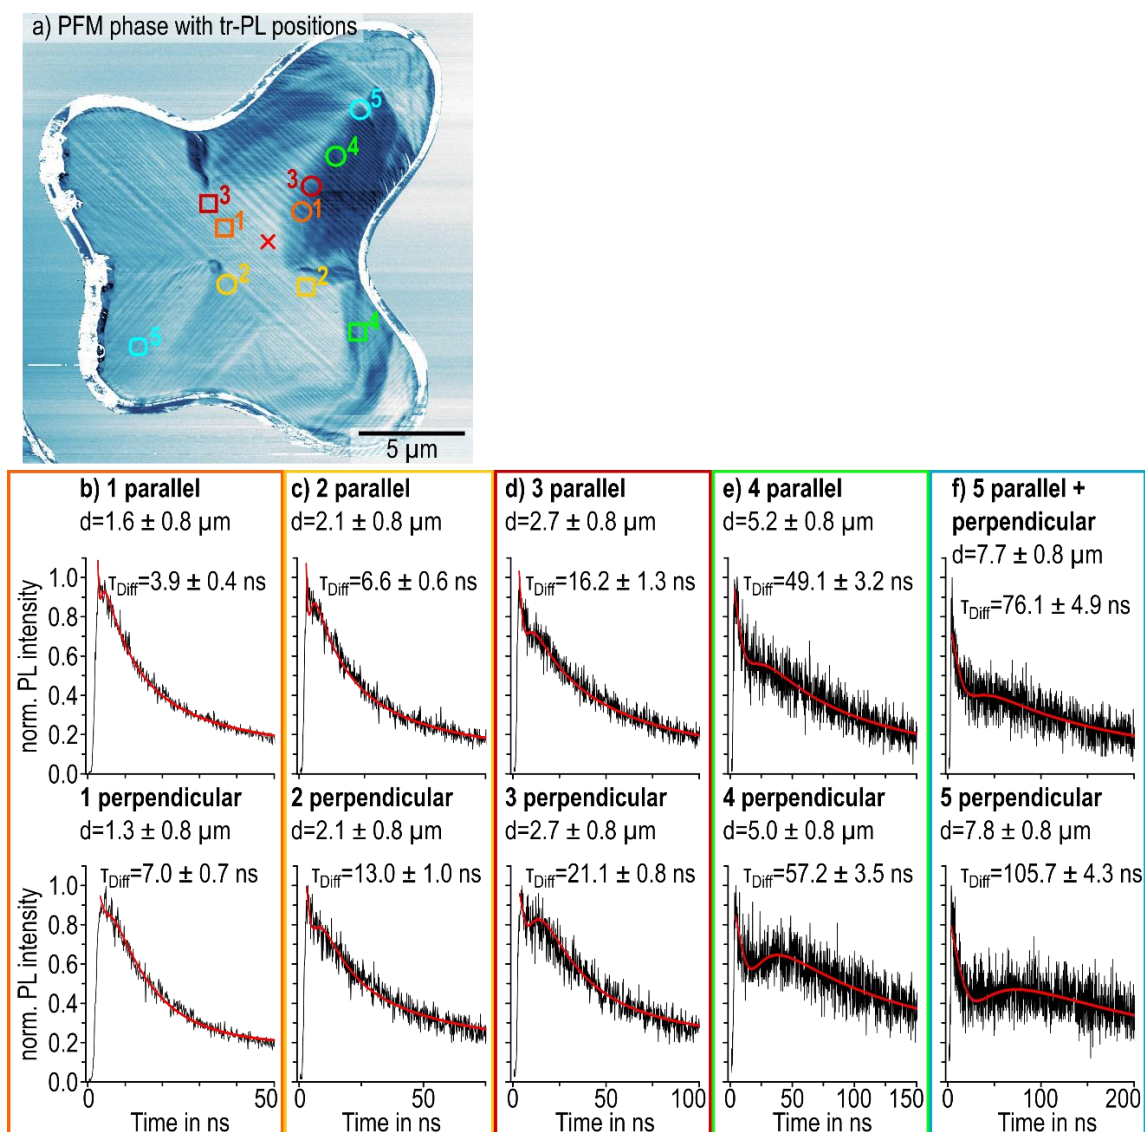 a) PFM phase with tr-PL positions
5
4
3
3
1
1
2
2
4
5
5 µm
b) 1 parallel
d=1.6 ± 0.8 µm
τDiff=3.9 ± 0.4 ns
c) 2 parallel
d=2.1 ± 0.8 µm
τDiff=6.6 ± 0.6 ns
d) 3 parallel
d=2.7 ± 0.8 µm
τDiff=16.2 ± 1.3 ns
e) 4 parallel
d=5.2 ± 0.8 µm
τDiff=49.1 ± 3.2 ns
f) 5 parallel +
perpendicular
d=7.7 ± 0.8 µm
τDiff=76.1 ± 4.9 ns
norm. PL intensity
1.0
0.8
0.6
0.4
0.2
0.0
1 perpendicular
d=1.3 ± 0.8 µm
τDiff=7.0 ± 0.7 ns
2 perpendicular
d=2.1 ± 0.8 µm
τDiff=13.0 ± 1.0 ns
3 perpendicular
d=2.7 ± 0.8 µm
τDiff=21.1 ± 0.8 ns
4 perpendicular
d=5.0 ± 0.8 µm
τDiff=57.2 ± 3.5 ns
5 perpendicular
d=7.8 ± 0.8 µm
τDiff=105.7 ± 4.3 ns
norm. PL intensity
1.0
0.8
0.6
0.4
0.2
0.0
0 50
0 25 50
0 50 100
0 50 100 150
0 100 200
Time in ns
Time in ns
Time in ns
Time in ns
Time in ns